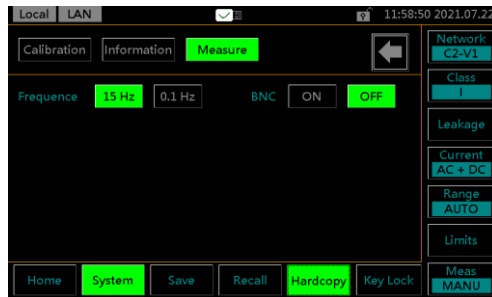 Local LAN 11:58:50 2021.07.22
Calibration Information Measure
Frequence 15 Hz 0.1 Hz BNC ON OFF
Network
C2-V1
Class
I
Leakage
Current
AC + DC
Range
AUTO
Limits
Meas
MANU
Home System Save Recall Hardcopy Key Lock